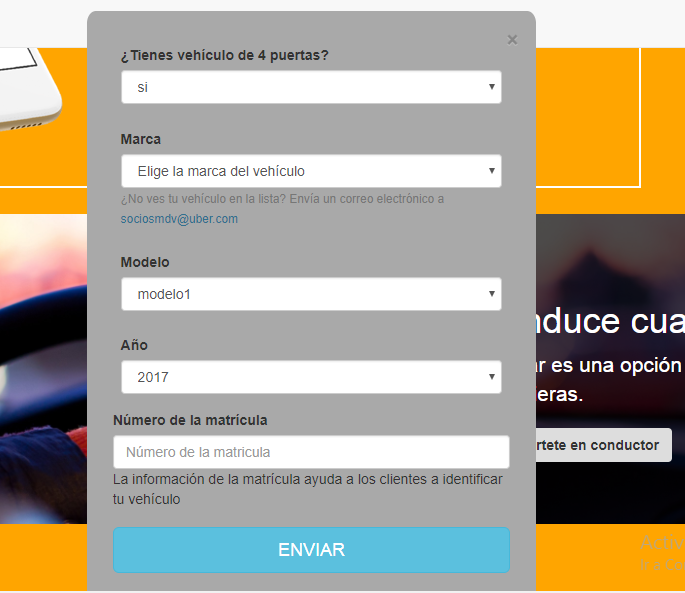 ×
¿Tienes vehículo de 4 puertas?
si
Marca
Elige la marca del vehículo
¿No ves tu vehículo en la lista? Envía un correo electrónico a
sociosmdv@uber.com
Modelo
modelo1
Año
2017
Número de la matrícula
Número de la matricula
La información de la matrícula ayuda a los clientes a identificar
tu vehículo
ENVIAR
nduce cua
ar es una opción
eras.
rtete en conductor
Activ